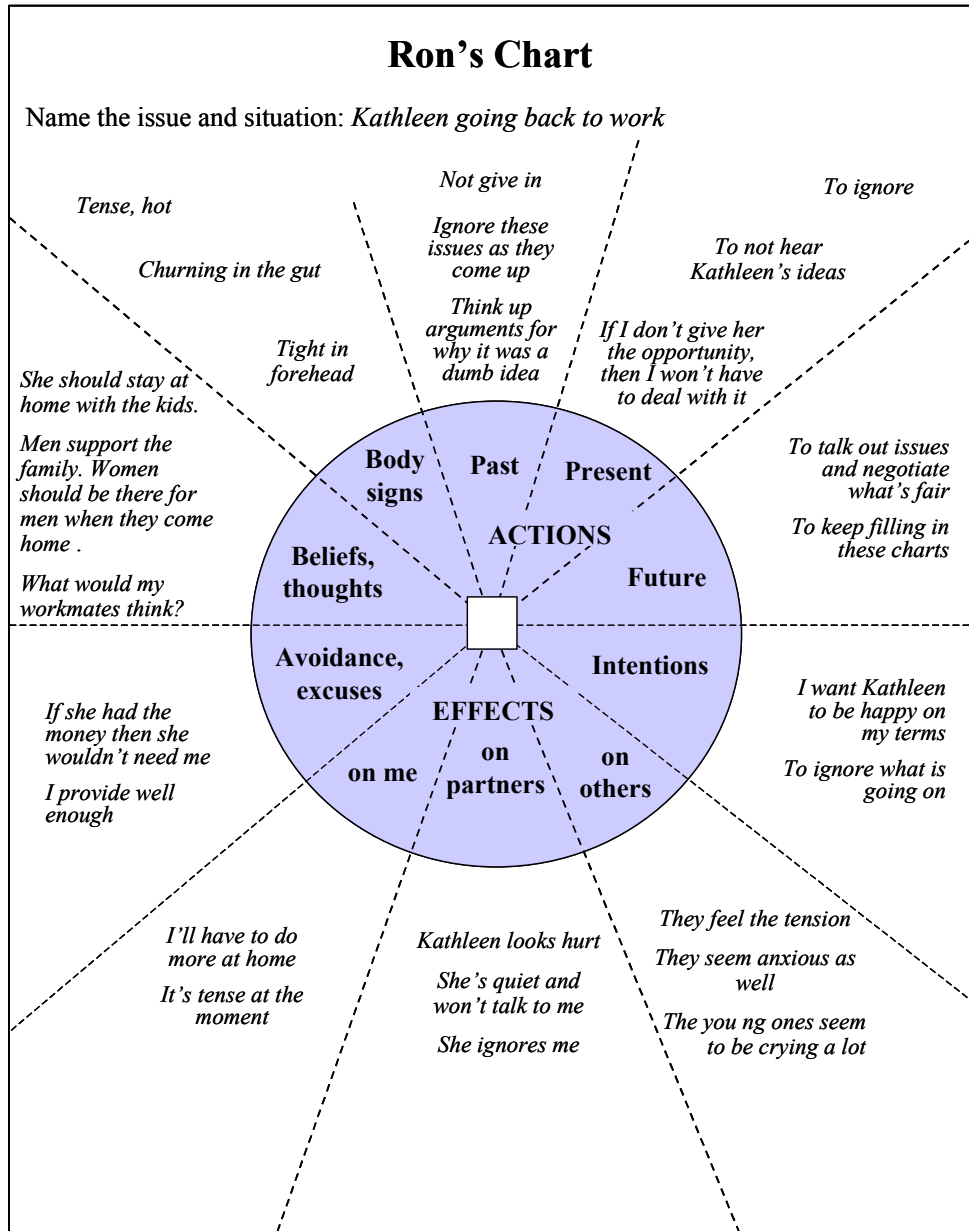 Ron’s Chart
Name the issue and situation: Kathleen going back to work
Tense, hot
Churning in the gut
Tight in
forehead
Not give in
Ignore these
issues as they
come up
Think up
arguments for
why it was a
dumb idea
To ignore
To not hear
Kathleen’s ideas
If I don’t give her
the opportunity,
then I won’t have
to deal with it
She should stay at
home with the kids.
Men support the
family. Women
should be there for
men when they come
home .
What would my
workmates think?
To talk out issues
and negotiate
what’s fair
To keep filling in
these charts
Body
signs
Past
Present
ACTIONS
Beliefs,
thoughts
Future
Avoidance,
excuses
Intentions
EFFECTS
on me
on
partners
on
others
If she had the
money then she
wouldn’t need me
I provide well
enough
I want Kathleen
to be happy on
my terms
To ignore what is
going on
I’ll have to do
more at home
It’s tense at the
moment
Kathleen looks hurt
She’s quiet and
won’t talk to me
She ignores me
They feel the tension
They seem anxious as
well
The you ng ones seem
to be crying a lot